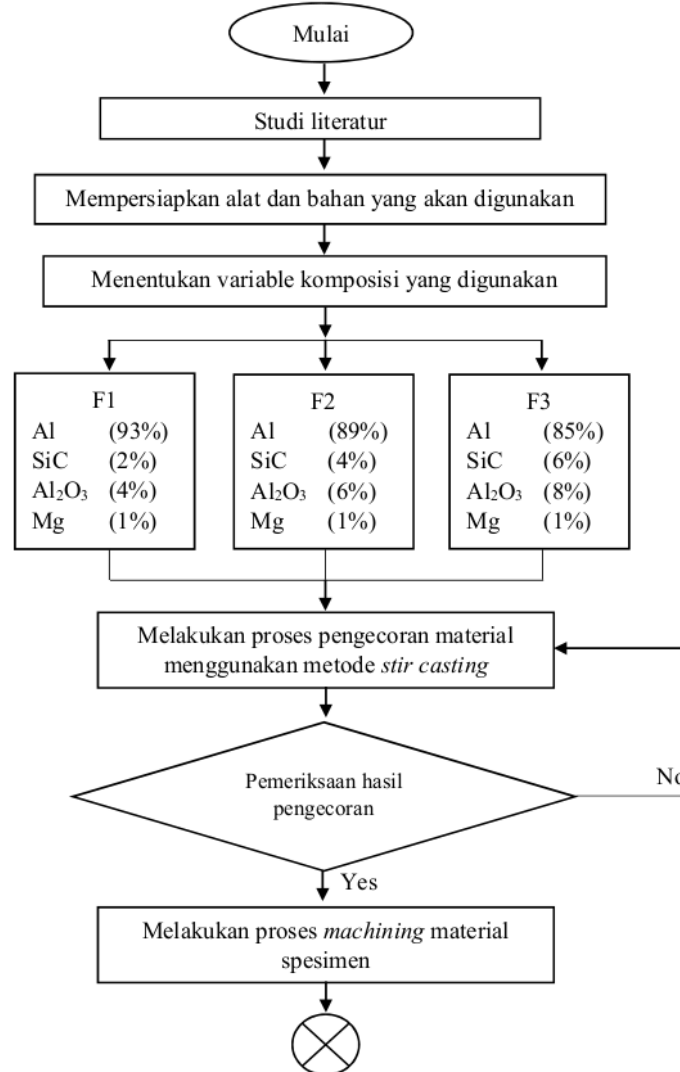 Mulai
Studi literatur
Mempersiapkan alat dan bahan yang akan digunakan
Menentukan variable komposisi yang digunakan
F1
Al (93%)
SiC (2%)
Al₂O₃ (4%)
Mg (1%)
F2
Al (89%)
SiC (4%)
Al₂O₃ (6%)
Mg (1%)
F3
Al (85%)
SiC (6%)
Al₂O₃ (8%)
Mg (1%)
Melakukan proses pengecoran material
menggunakan metode stir casting
Pemeriksaan hasil
pengecoran
No
Yes
Melakukan proses machining material
spesimen